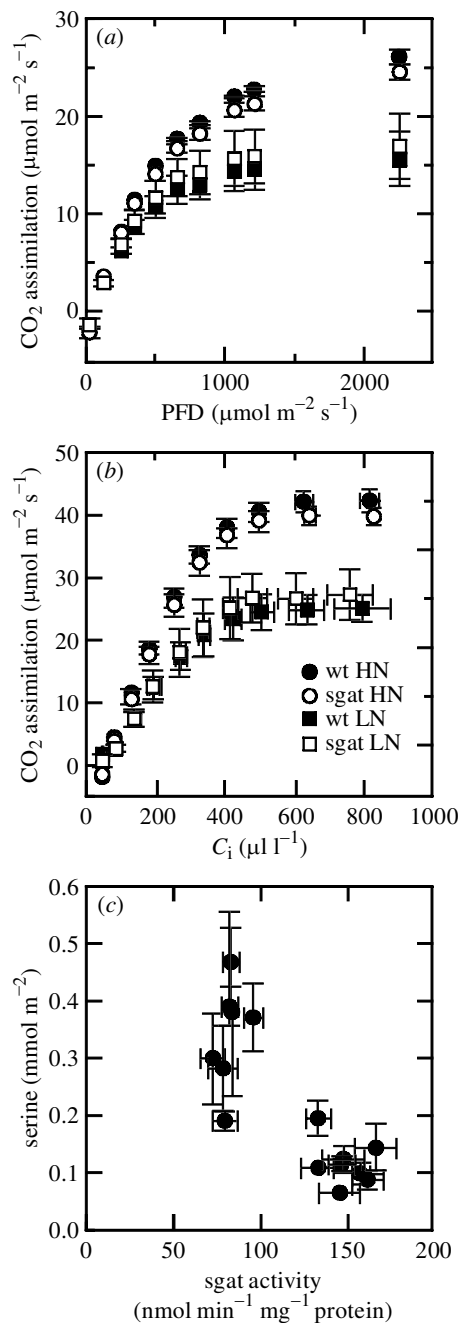 (a)
30
20
10
0
CO₂ assimilation (μmol m⁻² s⁻¹)
0 1000 2000
PFD (μmol m⁻² s⁻¹)
(b)
50
40
30
20
10
0
CO₂ assimilation (μmol m⁻² s⁻¹)
wt HN
sgat HN
wt LN
sgat LN
200 400 600 800 1000
Cᵢ (μl l⁻¹)
(c)
0.6
0.5
0.4
0.3
0.2
0.1
0.0
serine (mmol m⁻²)
0 50 100 150 200
sgat activity
(nmol min⁻¹ mg⁻¹ protein)